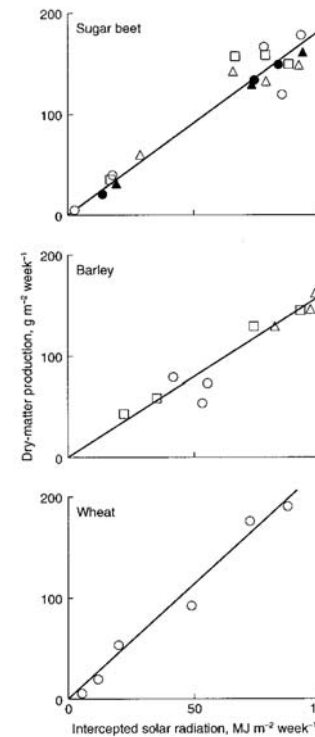 Sugar beet
200
100
0
Barley
200
100
0
Dry-matter production, g m⁻² week⁻¹
Wheat
200
100
0
0 50
Intercepted solar radiation, MJ m⁻² week⁻¹